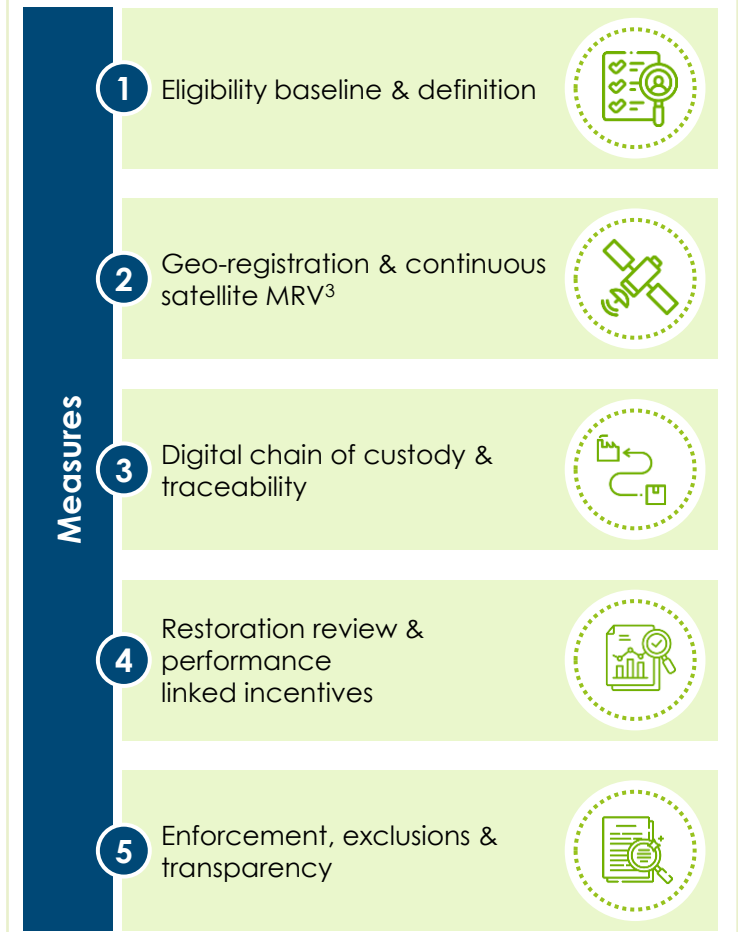 Measures
1
Eligibility baseline & definition
2
Geo-registration & continuous
satellite MRV3
3
Digital chain of custody &
traceability
4
Restoration review &
performance
linked incentives
5
Enforcement, exclusions &
transparency